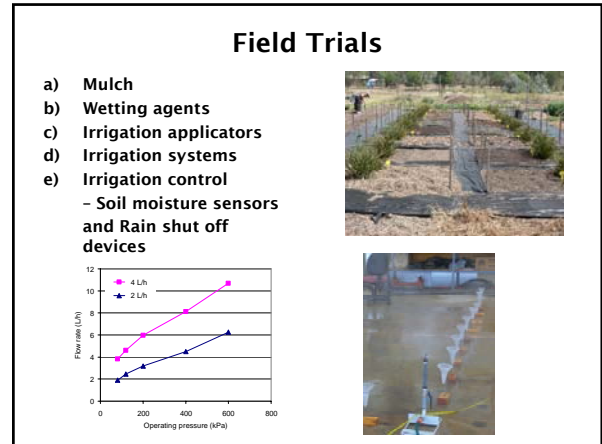 Field Trials
a) Mulch
b) Wetting agents
c) Irrigation applicators
d) Irrigation systems
e) Irrigation control
– Soil moisture sensors
and Rain shut off
devices
12
10
8
6
4
2
0
Flow rate (L/h)
4 L/h
2 L/h
0 200 400 600 800
Operating pressure (kPa)